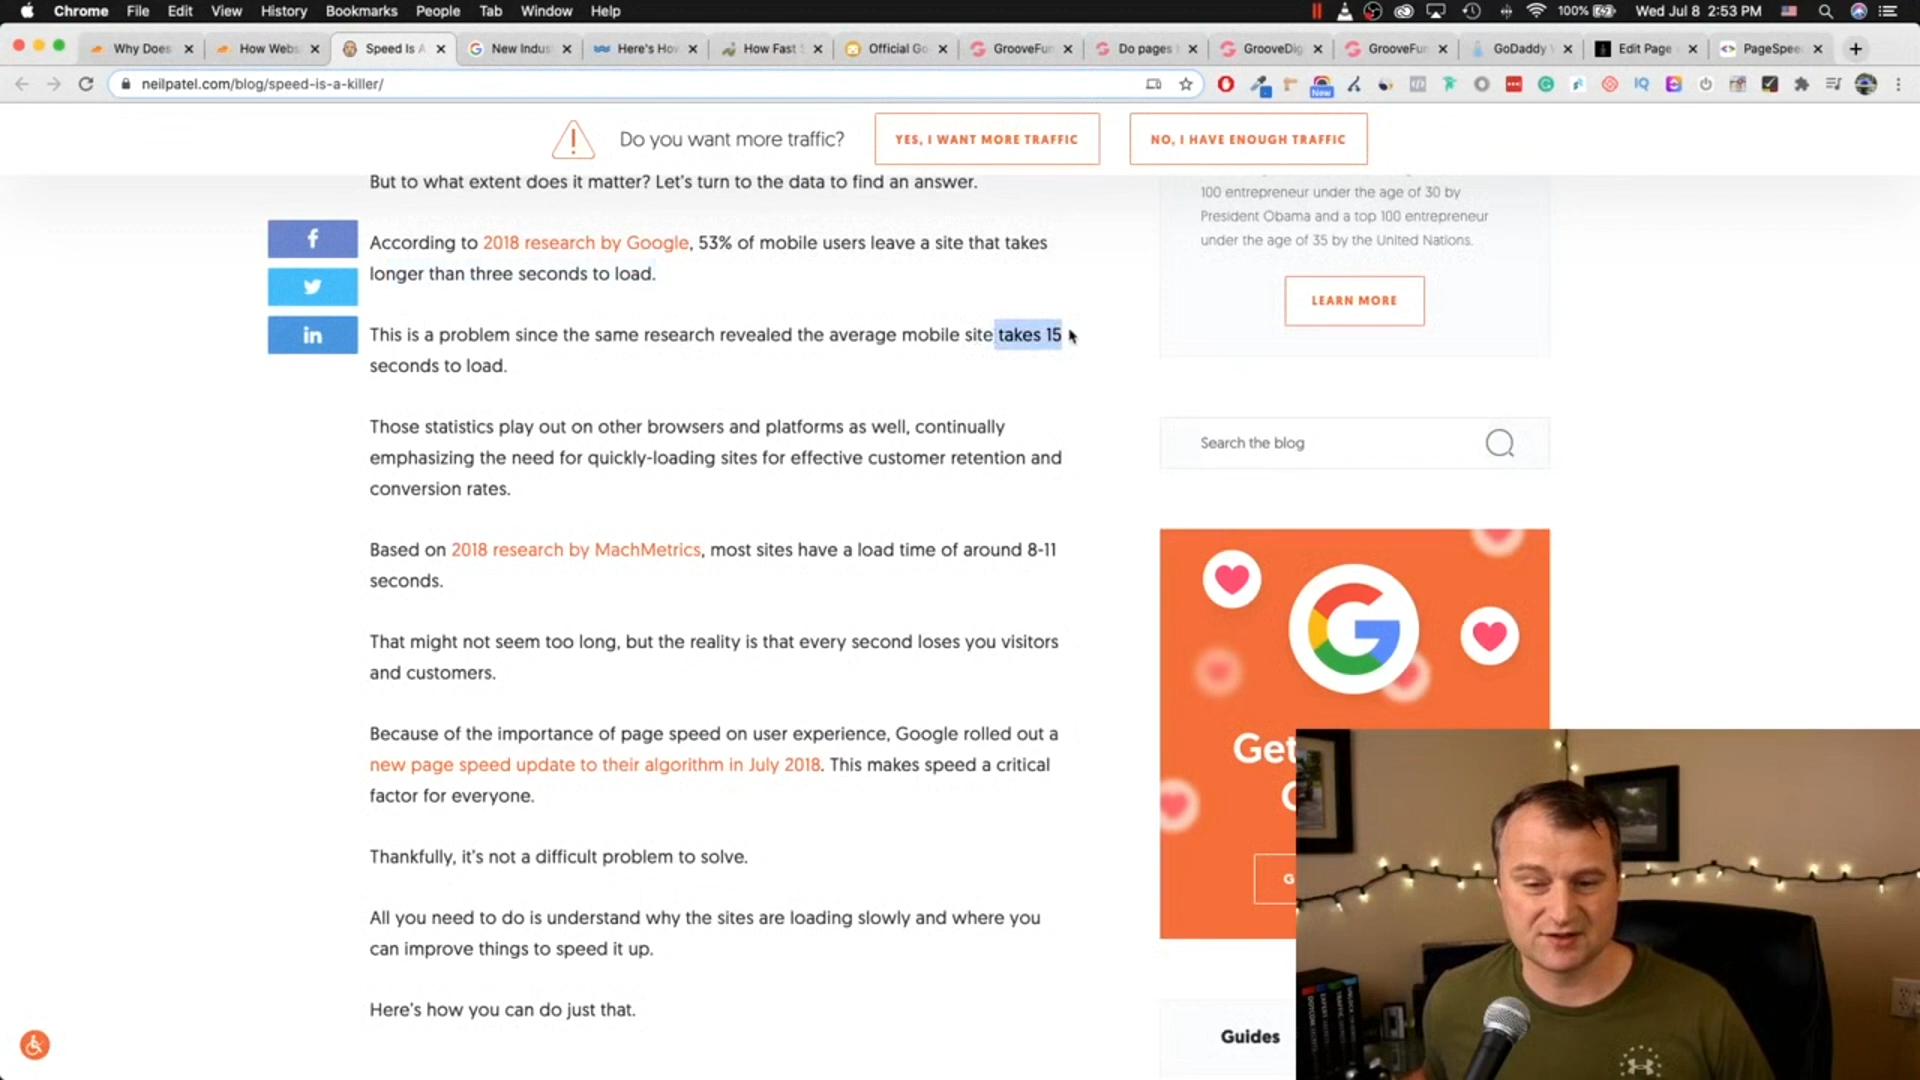 Chrome File Edit View History Bookmarks People Tab Window Help 100% Wed Jul 8 2:53 PM
Why Does How Webs Speed Is A New Indus Here's How How Fast Official Go GrooveFun Do pages GrooveDig GrooveFun GoDaddy Edit Page PageSpee
neilpatel.com/blog/speed-is-a-killer/
New
Do you want more traffic? YES, I WANT MORE TRAFFIC NO, I HAVE ENOUGH TRAFFIC
But to what extent does it matter? Let's turn to the data to find an answer.
According to 2018 research by Google, 53% of mobile users leave a site that takes
longer than three seconds to load.
This is a problem since the same research revealed the average mobile site takes 15
seconds to load.
Those statistics play out on other browsers and platforms as well, continually
emphasizing the need for quickly-loading sites for effective customer retention and
conversion rates.
Based on 2018 research by MachMetrics, most sites have a load time of around 8-11
seconds.
That might not seem too long, but the reality is that every second loses you visitors
and customers.
Because of the importance of page speed on user experience, Google rolled out a
new page speed update to their algorithm in July 2018. This makes speed a critical
factor for everyone.
Thankfully, it's not a difficult problem to solve.
All you need to do is understand why the sites are loading slowly and where you
can improve things to speed it up.
Here's how you can do just that.
100 entrepreneur under the age of 30 by
President Obama and a top 100 entrepreneur
under the age of 35 by the United Nations.
LEARN MORE
Search the blog
Get
G
Guides